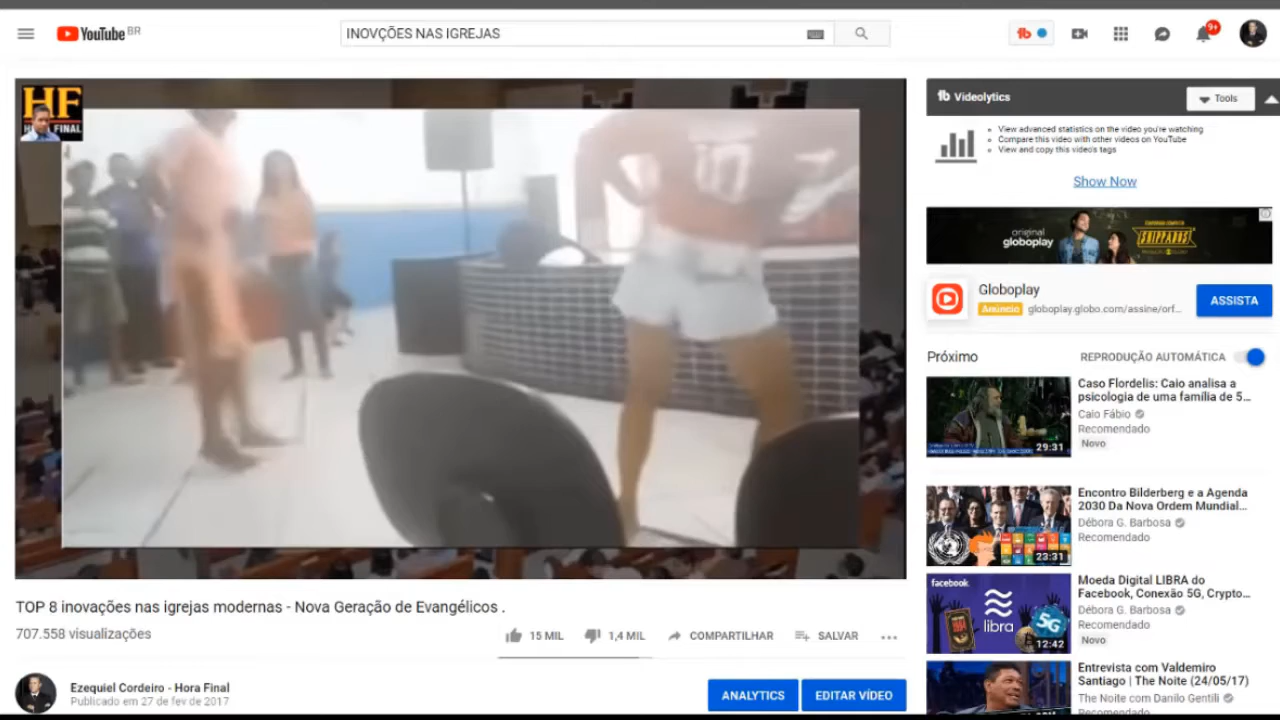 YouTube BR
INOVÇÕES NAS IGREJAS
9+
HF
HORA FINAL
10
TOP 8 inovações nas igrejas modernas - Nova Geração de Evangélicos .
707.558 visualizações
15 MIL
1,4 MIL
COMPARTILHAR
SALVAR
Ezequiel Cordeiro - Hora Final
Publicado em 27 de fev de 2017
ANALYTICS
EDITAR VÍDEO
Videolytics
Tools
View advanced statistics on the video you're watching
Compare this video with other videos on YouTube
View and copy this video's tags
Show Now
original
globoplay
Globoplay
Anúncio globoplay.globo.com/assine/orf...
ASSISTA
Próximo
REPRODUÇÃO AUTOMÁTICA
Caso Flordelis: Caio analisa a
psicologia de uma família de 5...
Caio Fábio
Recomendado
Novo
29:31
Encontro Bilderberg e a Agenda
2030 Da Nova Ordem Mundial...
Débora G. Barbosa
Recomendado
23:31
facebook
libra
5G
12:42
Moeda Digital LIBRA do
Facebook, Conexão 5G, Crypto...
Débora G. Barbosa
Recomendado
Novo
Entrevista com Valdemiro
Santiago | The Noite (24/05/17)
The Noite com Danilo Gentili
Recomendado